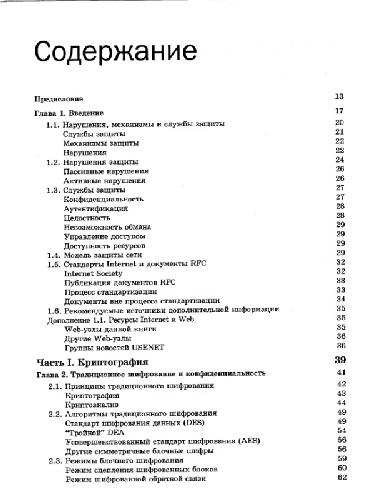 Содержание
Предисловие 13
Глава 1. Введение 17
1.1. Нарушения, механизмы и службы защиты 20
Службы защиты 21
Механизмы защиты 22
Нарушения 22
1.2. Нарушения защиты 24
Пассивные нарушения 26
Активные нарушения 26
1.3. Службы защиты 27
Конфиденциальность 27
Аутентификация 28
Целостность 28
Невозможность обмана 29
Управление доступом 29
Доступность ресурсов 29
1.4. Модель защиты сети 29
1.5. Стандарты Internet и документы RFC 32
Internet Society 32
Публикация документов RFC 33
Процесс стандартизации 33
Документы вне процесса стандартизации 34
1.6. Рекомендуемые источники дополнительной информации 35
Дополнение 1.1. Ресурсы Internet и Web 35
Web-узлы данной книги 35
Другие Web-узлы 36
Группы новостей USENET 36
Часть I. Криптография 39
Глава 2. Традиционное шифрование и конфиденциальность 41
2.1. Принципы традиционного шифрования 42
Криптография 43
Криптоанализ 44
2.2. Алгоритмы традиционного шифрования 49
Стандарт шифрования данных (DES) 49
"Тройной" DEA 54
Усовершенствованный стандарт шифрования (AES) 56
Другие симметричные блочные шифры 56
2.3. Режимы блочного шифрования 59
Режим сцепления шифрованных блоков 60
Режим шифрованной обратной связи 62